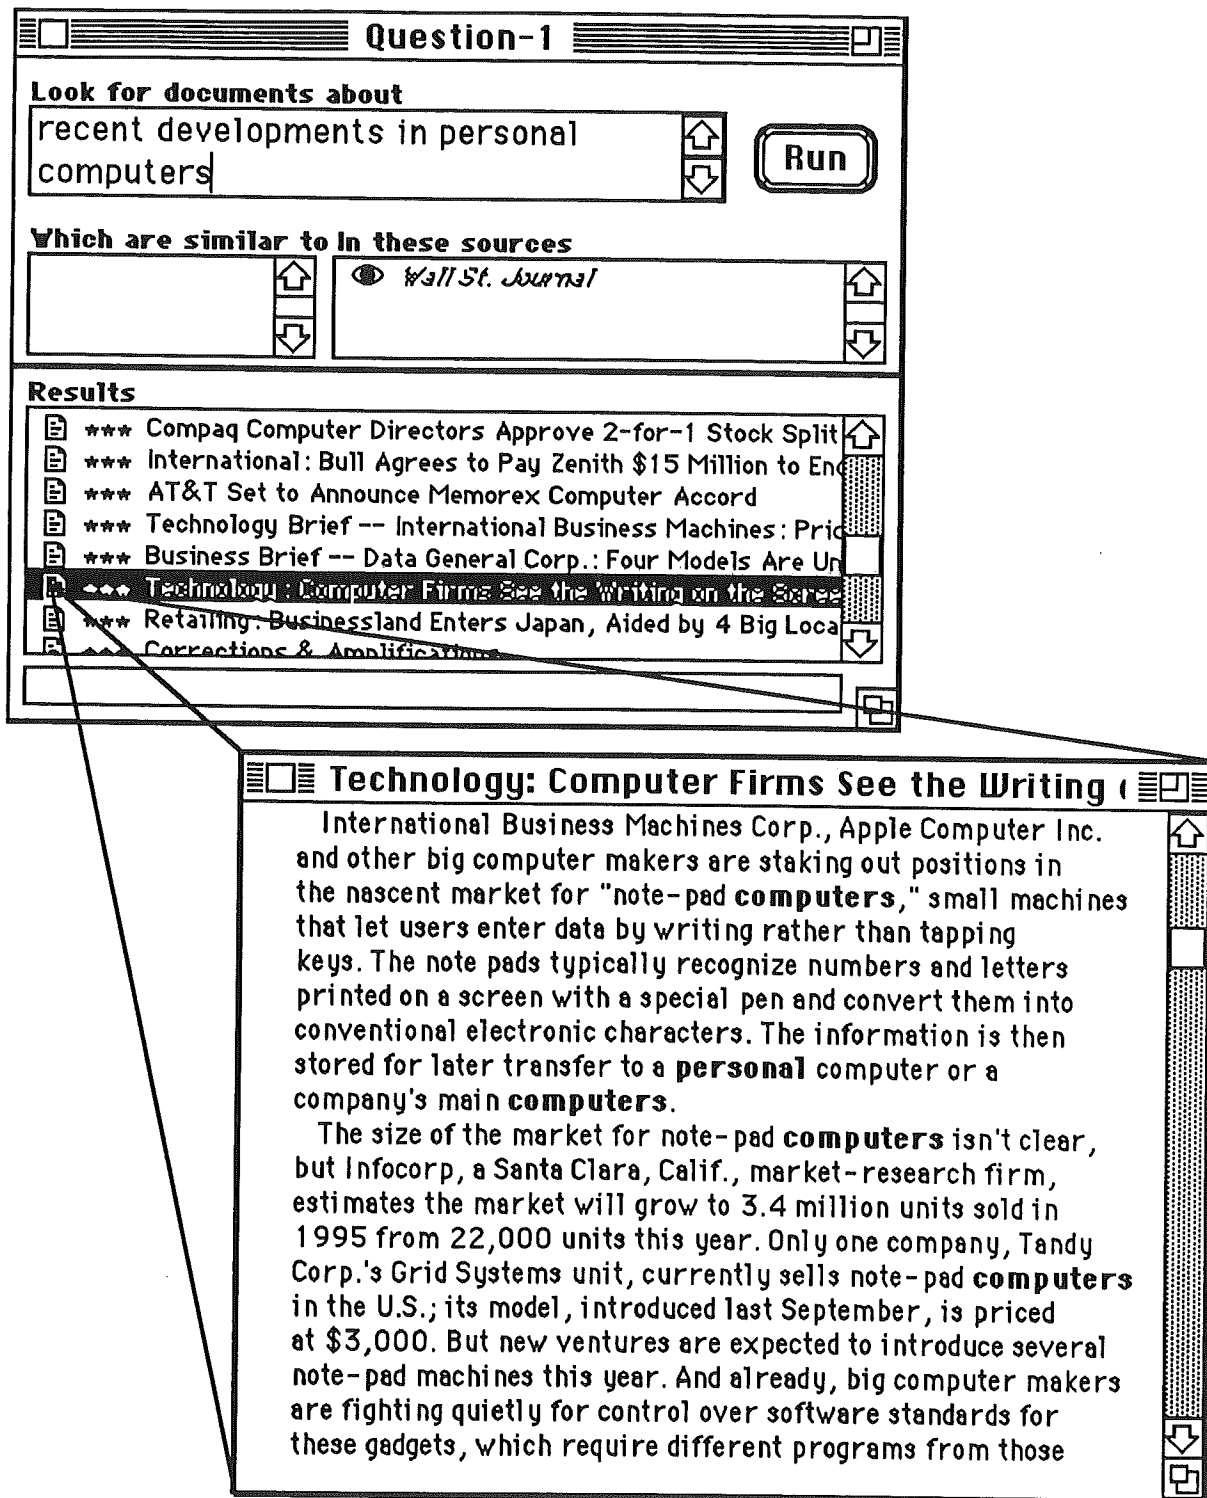 Question-1
Look for documents about
recent developments in personal
computers
Run
Which are similar to In these sources
Wall St. Journal
Results
*** Compaq Computer Directors Approve 2-for-1 Stock Split
*** International: Bull Agrees to Pay Zenith $15 Million to End
*** AT&T Set to Announce Memorex Computer Accord
*** Technology Brief -- International Business Machines: Pric
*** Business Brief -- Data General Corp.: Four Models Are Un
*** Technology: Computer Firms See the Writing on the Scree
*** Retailing: Businessland Enters Japan, Aided by 4 Big Loca
*** Corrections & Amplifications
Technology: Computer Firms See the Writing
International Business Machines Corp., Apple Computer Inc.
and other big computer makers are staking out positions in
the nascent market for "note-pad computers," small machines
that let users enter data by writing rather than tapping
keys. The note pads typically recognize numbers and letters
printed on a screen with a special pen and convert them into
conventional electronic characters. The information is then
stored for later transfer to a personal computer or a
company's main computers.
The size of the market for note-pad computers isn't clear,
but Infocorp, a Santa Clara, Calif., market-research firm,
estimates the market will grow to 3.4 million units sold in
1995 from 22,000 units this year. Only one company, Tandy
Corp.'s Grid Systems unit, currently sells note-pad computers
in the U.S.; its model, introduced last September, is priced
at $3,000. But new ventures are expected to introduce several
note-pad machines this year. And already, big computer makers
are fighting quietly for control over software standards for
these gadgets, which require different programs from those